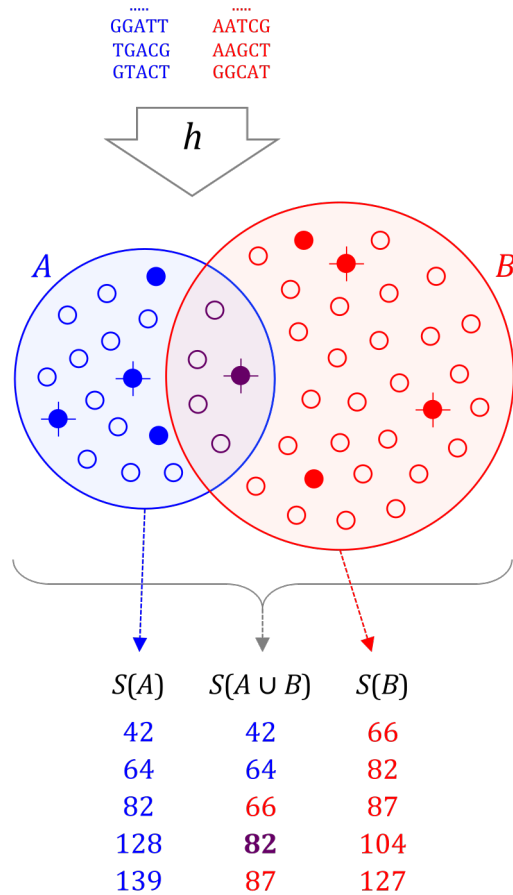 ..... .....
GGATT AATCG
TGACG AAGCT
GTACT GGCAT
h
A B
S(A) S(A ∪ B) S(B)
42 42 66
64 64 82
82 66 87
128 82 104
139 87 127